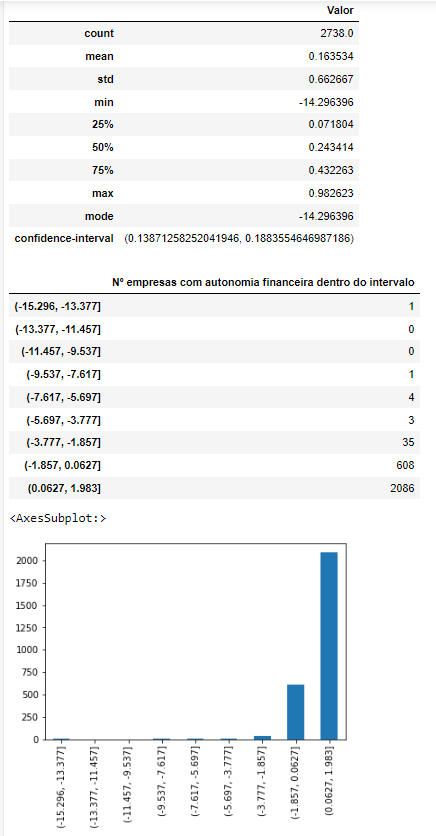 Valor
count 2738.0
mean 0.163534
std 0.662667
min -14.296396
25% 0.071804
50% 0.243414
75% 0.432263
max 0.982623
mode -14.296396
confidence-interval (0.13871258252041946, 0.1883554646987186)
Nº empresas com autonomia financeira dentro do intervalo
(-15.296, -13.377] 1
(-13.377, -11.457] 0
(-11.457, -9.537] 0
(-9.537, -7.617] 1
(-7.617, -5.697] 4
(-5.697, -3.777] 3
(-3.777, -1.857] 35
(-1.857, 0.0627] 608
(0.0627, 1.983] 2086
<AxesSubplot:>
2000
1750
1500
1250
1000
750
500
250
0
(-15.296, -13.377]
(-13.377, -11.457]
(-11.457, -9.537]
(-9.537, -7.617]
(-7.617, -5.697]
(-5.697, -3.777]
(-3.777, -1.857]
(-1.857, 0.0627]
(0.0627, 1.983]